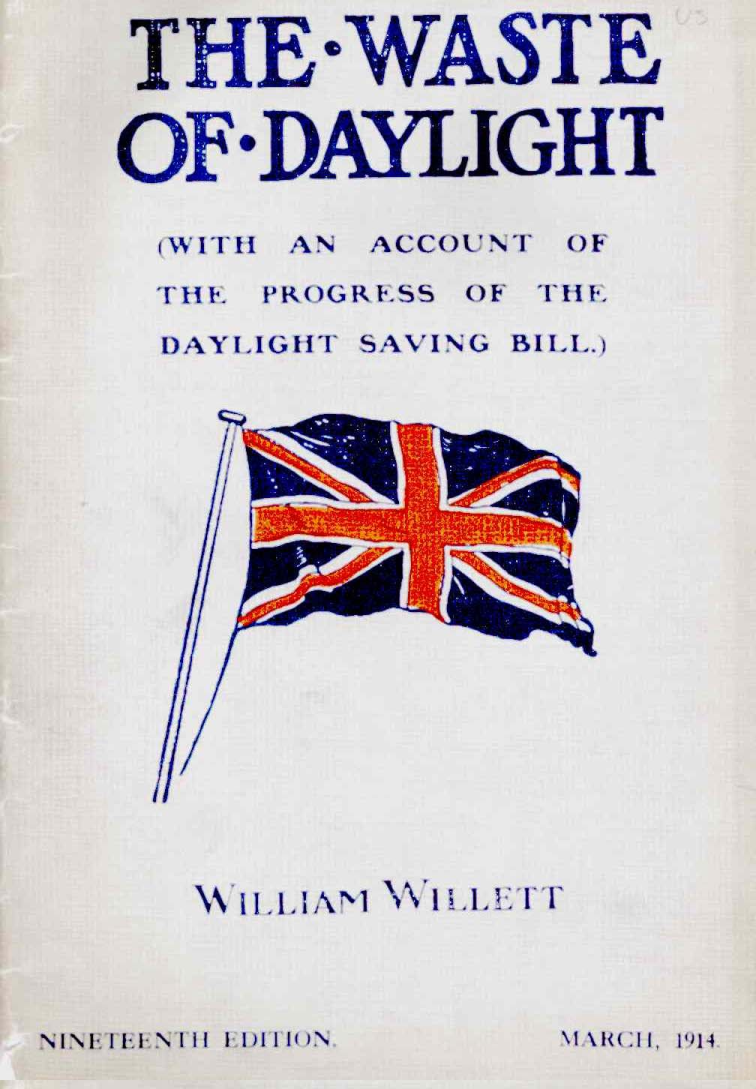 THE·WASTE
OF·DAYLIGHT
(WITH AN ACCOUNT OF
THE PROGRESS OF THE
DAYLIGHT SAVING BILL.)
WILLIAM WILLETT
NINETEENTH EDITION.
MARCH, 1914.